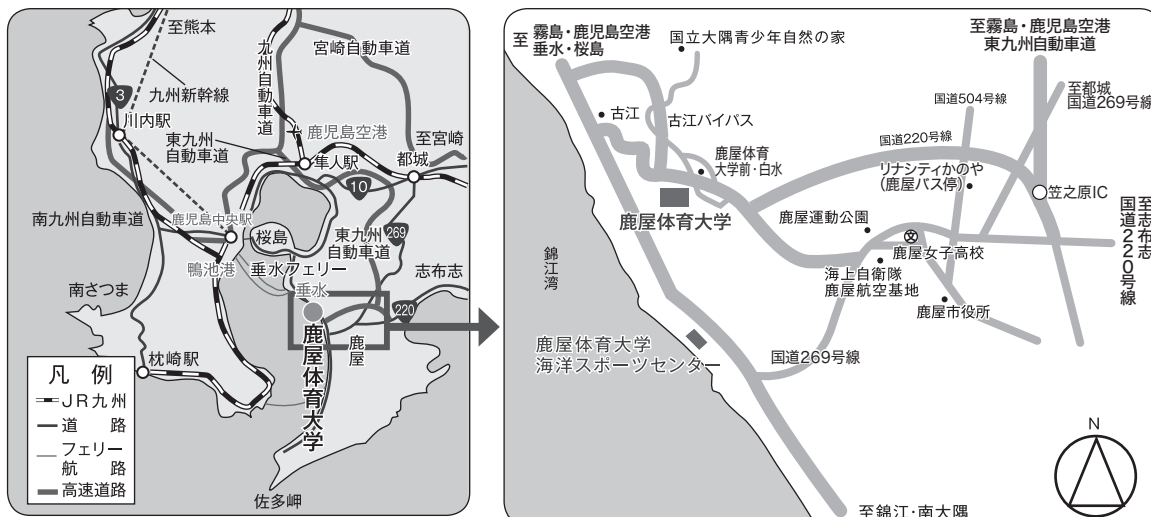 至熊本
宮崎自動車道
九州自動車道
3
九州新幹線
川内駅
東九州
自動車道
鹿児島空港
至宮崎
隼人駅
都城
10
南九州自動車道
鹿児島中央駅
桜島
東九州
自動車道
269
鴨池港
垂水フェリー
志布志
垂水
南さつま
220
鹿屋
鹿屋体育大学
枕崎駅
佐多岬
凡 例
JR九州
道 路
フェリー
航 路
高速道路
至 霧島・鹿児島空港
垂水・桜島
国立大隅青少年自然の家
至霧島・鹿児島空港
東九州自動車道
至都城
国道269号線
国道504号線
古江
古江バイパス
国道220号線
鹿屋体育
大学前・白水
リナシティかのや
(鹿屋バス停)
笠之原IC
鹿屋体育大学
鹿屋運動公園
至志布志
国道220号線
文
鹿屋女子高校
錦江湾
海上自衛隊
鹿屋航空基地
鹿屋市役所
鹿屋体育大学
海洋スポーツセンター
国道269号線
N
至錦江・南大隅